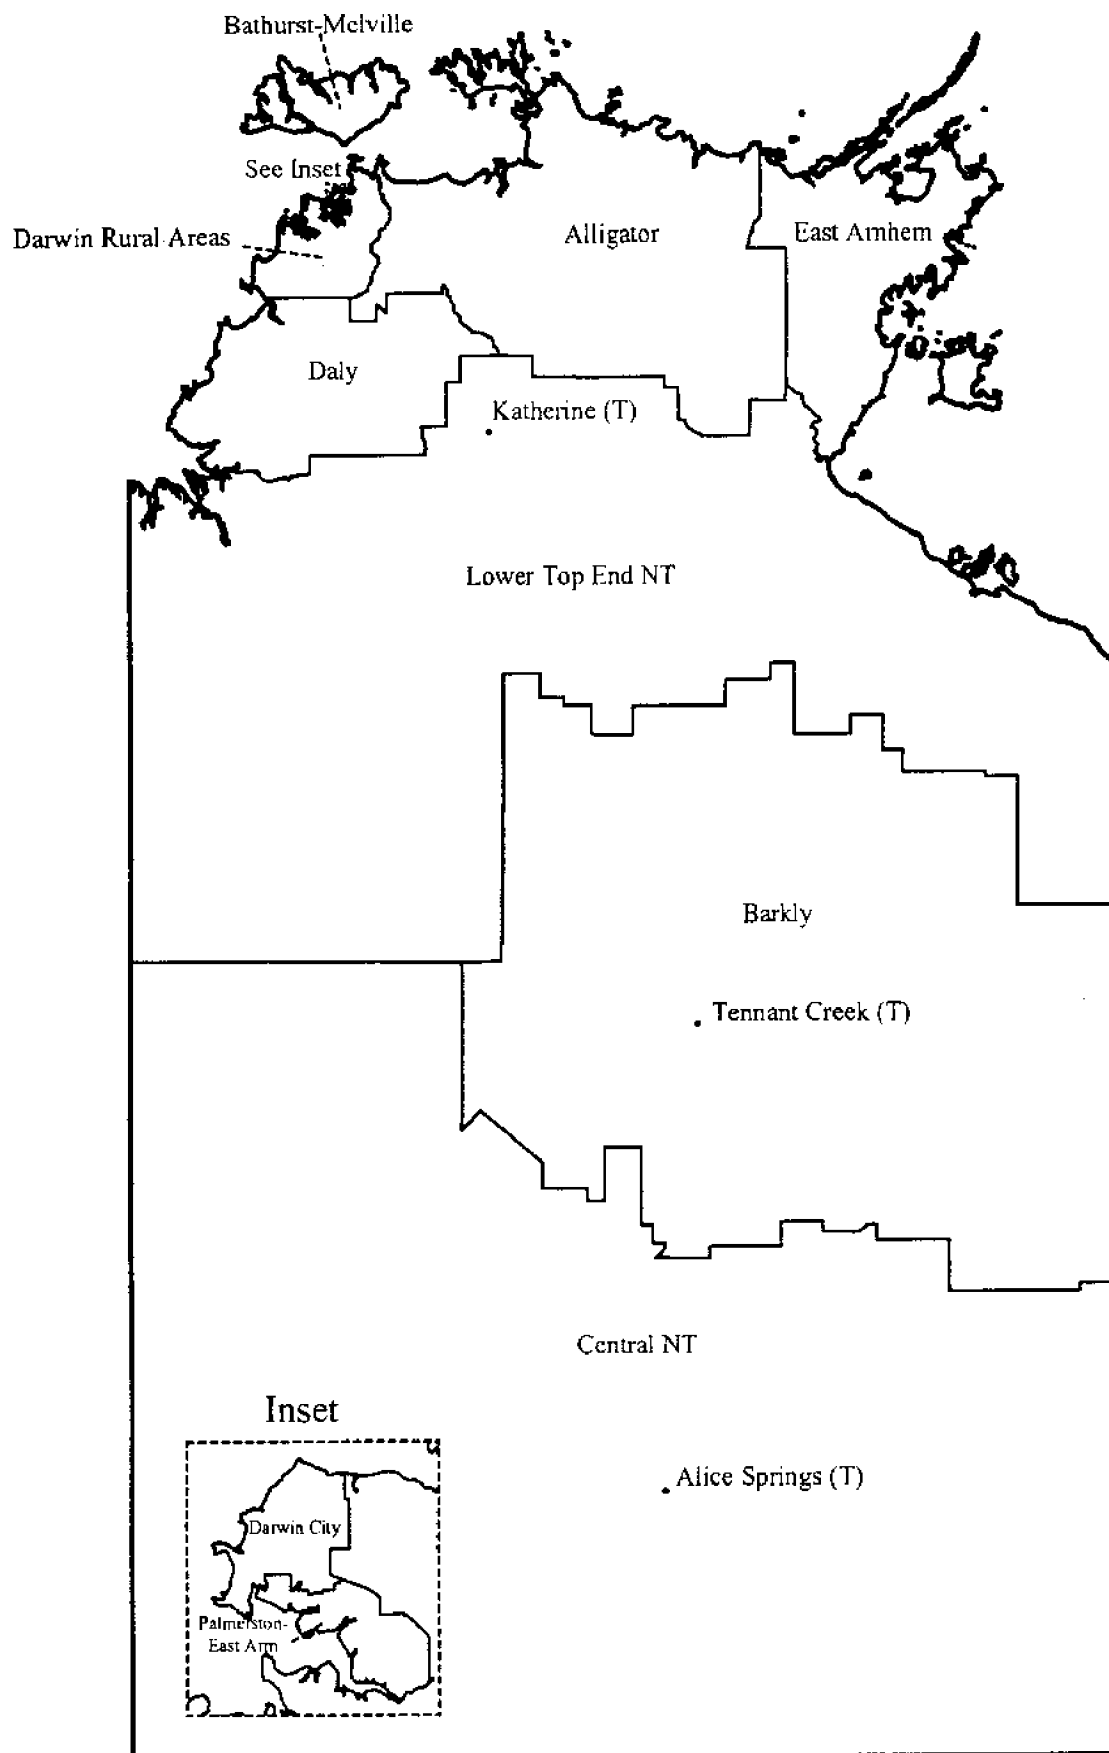 Bathurst-Melville
See Inset
Darwin Rural Areas
Alligator
East Arnhem
Daly
Katherine (T)
Lower Top End NT
Barkly
Tennant Creek (T)
Central NT
Inset
Alice Springs (T)
Darwin City
Palmerston-
East Arm